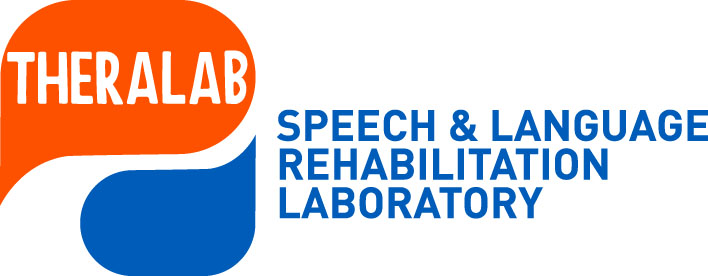 THERALAB
SPEECH & LANGUAGE
REHABILITATION
LABORATORY